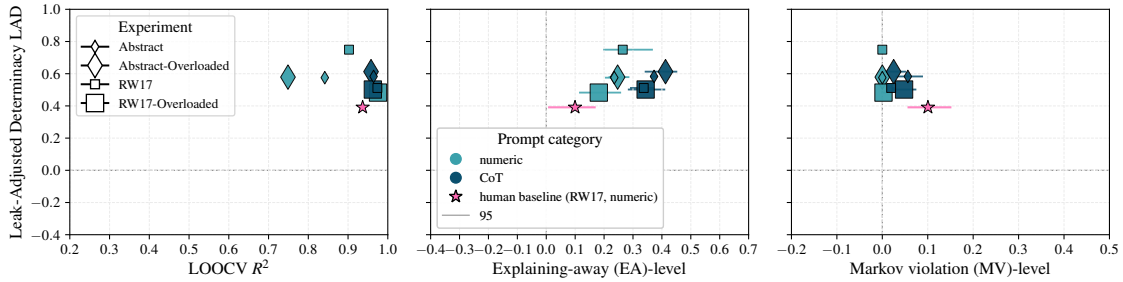 Leak-Adjusted Determinacy LAD
1.0
0.8
0.6
0.4
0.2
0.0
−0.2
−0.4
Experiment
Abstract
Abstract-Overloaded
RW17
RW17-Overloaded
0.2 0.3 0.4 0.5 0.6 0.7 0.8 0.9 1.0
LOOCV R²
Prompt category
numeric
CoT
human baseline (RW17, numeric)
95
−0.4 −0.3 −0.2 −0.1 0.0 0.1 0.2 0.3 0.4 0.5 0.6 0.7
Explaining-away (EA)-level
−0.2 −0.1 0.0 0.1 0.2 0.3 0.4 0.5
Markov violation (MV)-level